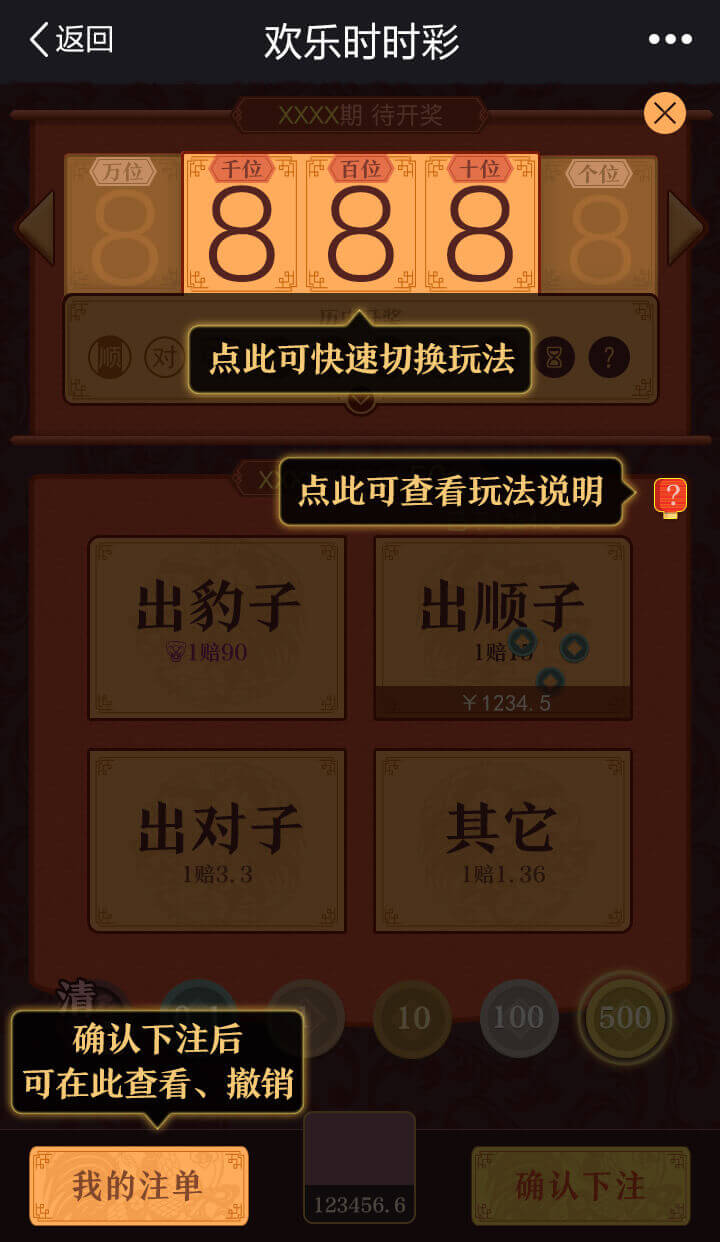 返回
欢乐时时彩
XXXX期 待开奖
万位
千位
百位
十位
个位
8
8
8
8
8
顺
对
?
点此可快速切换玩法
点此可查看玩法说明
?
出豹子
1赔90
出顺子
1赔15
￥1234.5
出对子
1赔3.3
其它
1赔1.36
清
10
100
500
确认下注后
可在此查看、撤销
我的注单
123456.6
确认下注